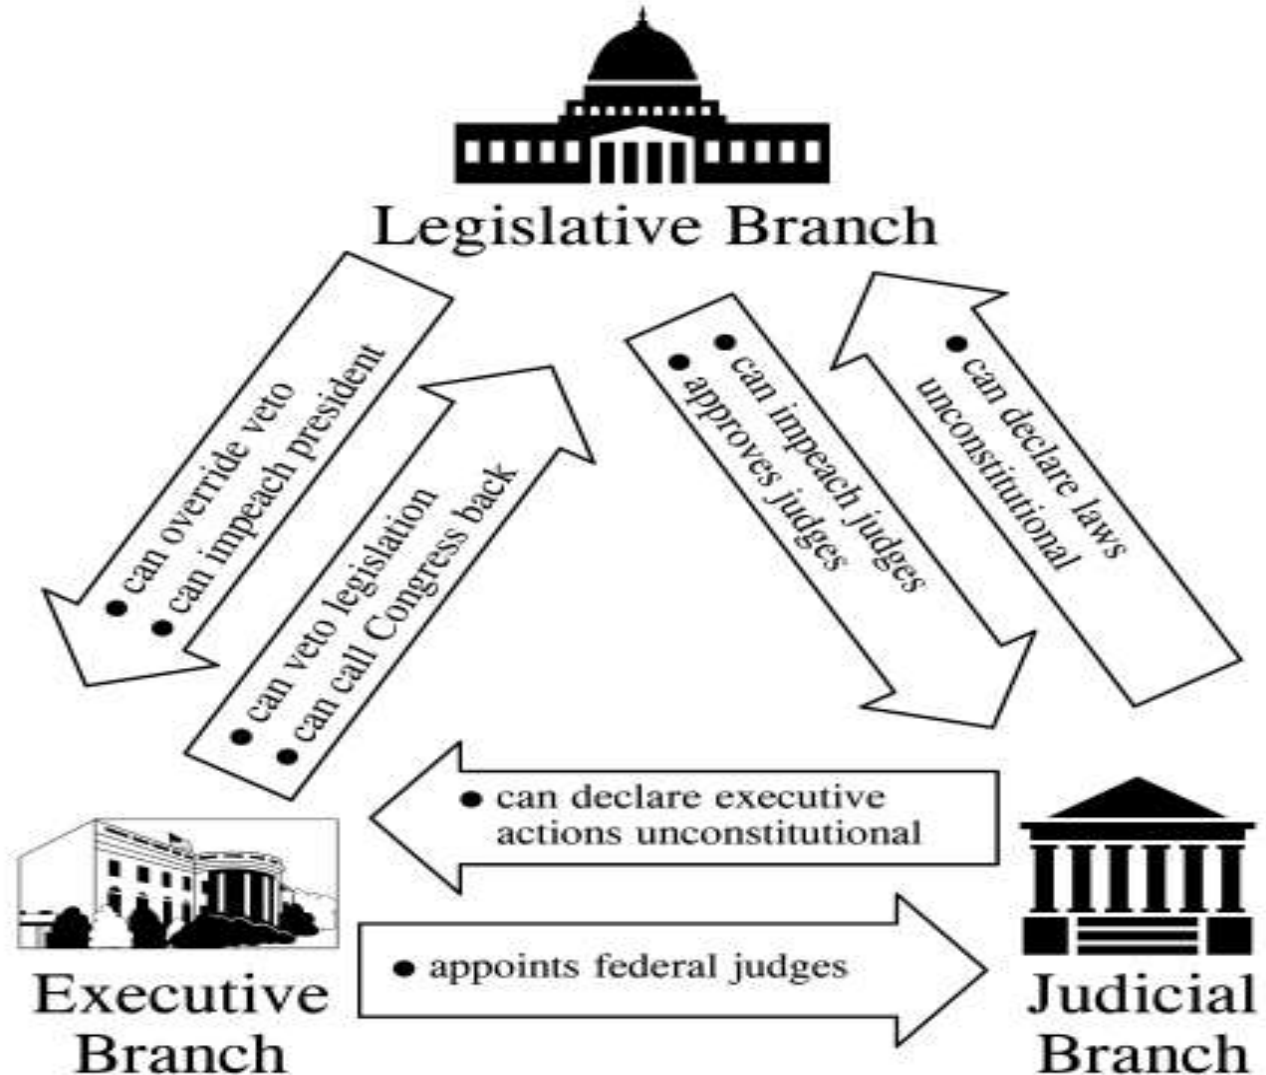 Legislative Branch
• can override veto
• can impeach president
• can veto legislation
• can call Congress back
• can impeach judges
• approves judges
• can declare laws
unconstitutional
• can declare executive
actions unconstitutional
• appoints federal judges
Executive
Branch
Judicial
Branch